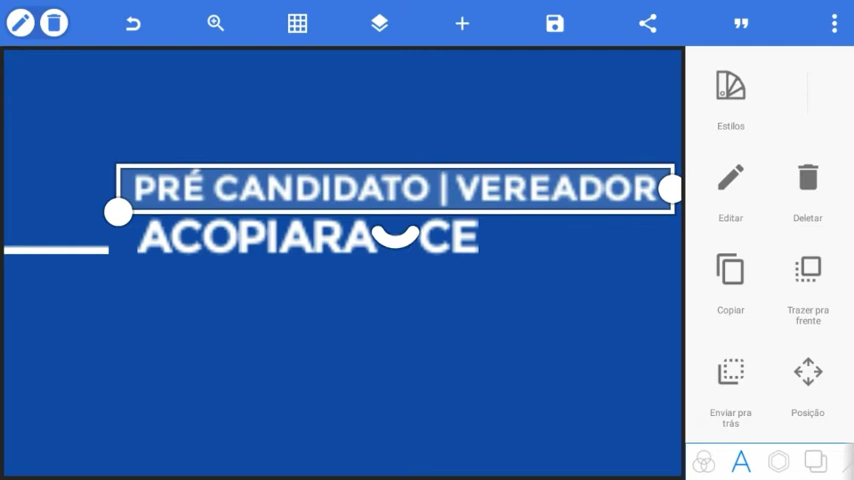 PRÉ CANDIDATO | VEREADOR
ACOPIARA CE
Estilos
Editar
Deletar
Copiar
Trazer pra
frente
Enviar pra
trás
Posição
A